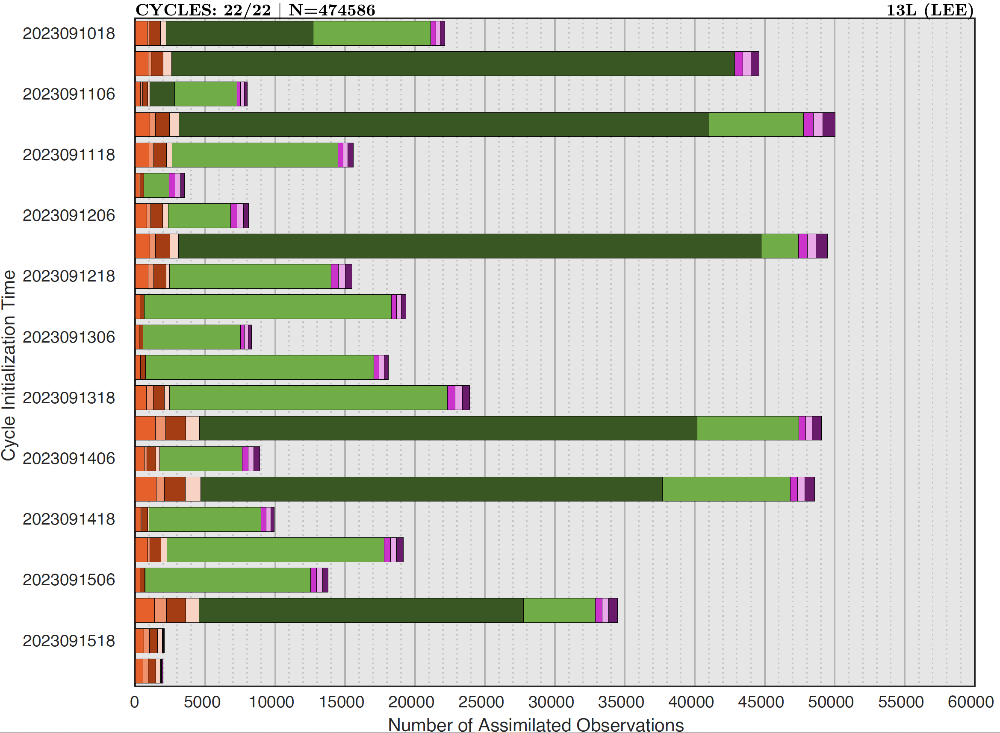 CYCLES: 22/22 | N=474586
13L (LEE)
2023091018
2023091106
2023091118
2023091206
2023091218
2023091306
2023091318
2023091406
2023091418
2023091506
2023091518
Cycle Initialization Time
0 5000 10000 15000 20000 25000 30000 35000 40000 45000 50000 55000 60000
Number of Assimilated Observations